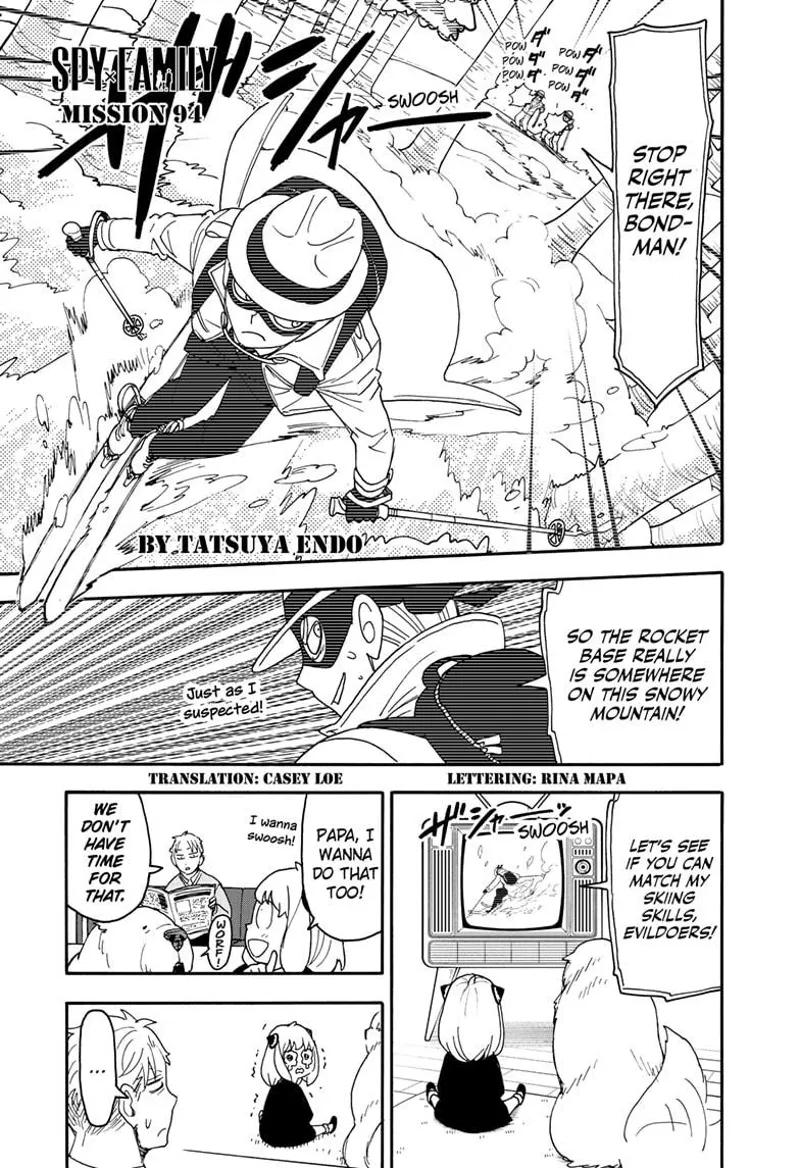 SPY×FAMILY
MISSION 94
ザシャー
SWOOSH
POW ダ
POW ダ
POW ダ
POW ダ
POW ダ
POW ダ
STOP
RIGHT
THERE,
BOND-
MAN!
BY TATSUYA ENDO
SO THE ROCKET
BASE REALLY
IS SOMEWHERE
ON THIS SNOWY
MOUNTAIN!
Just as I
suspected!
TRANSLATION: CASEY LOE
LETTERING: RINA MAPA
ザシャーッ
SWOOSH
LET'S SEE
IF YOU CAN
MATCH MY
SKIING
SKILLS,
EVILDOERS!
PAPA, I
WANNA
DO THAT
TOO!
I wanna
swoosh!
WE
DON'T
HAVE
TIME
FOR
THAT.
WORF!
...